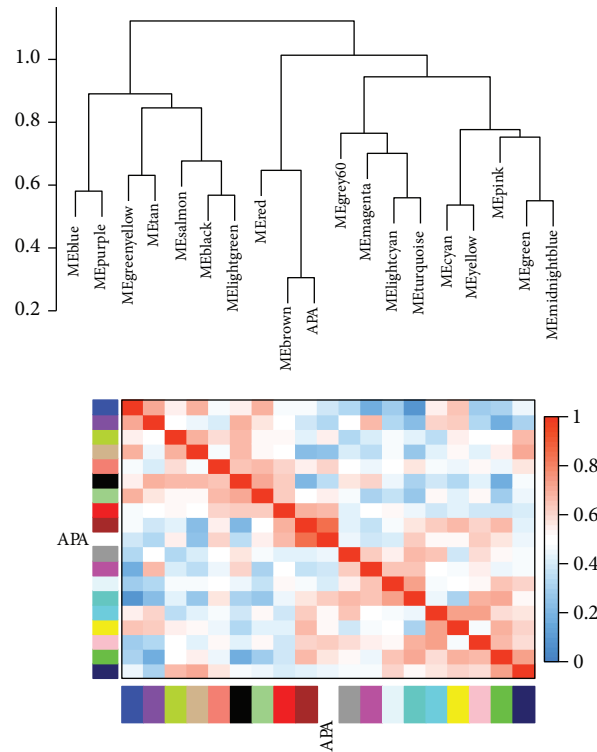 1.0
0.8
0.6
0.4
0.2
MEblue
MEpurple
MEgreenyellow
MEtan
MEsalmon
MEblack
MElightgreen
MEred
MEbrown
APA
MEgrey60
MEmagenta
MElightcyan
MEturquoise
MEcyan
MEyellow
MEpink
MEgreen
MEmidnightblue
APA
1
0.8
0.6
0.4
0.2
0
APA